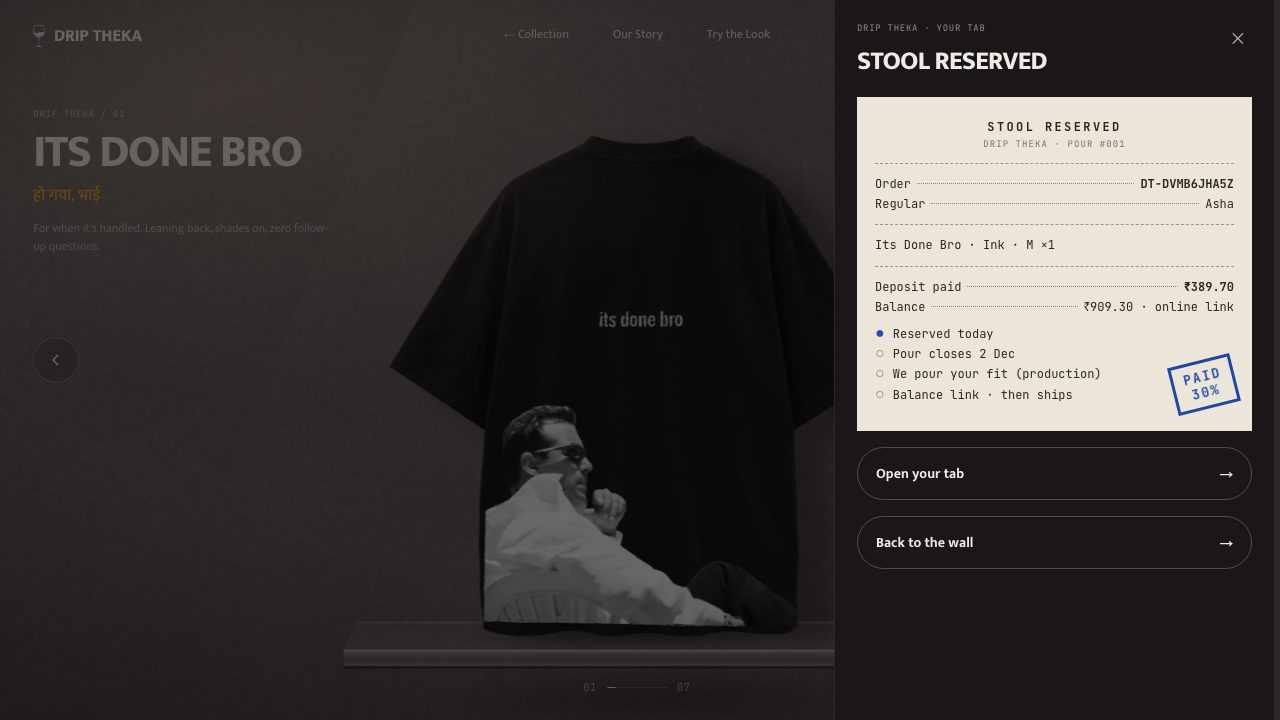 DRIP THEKA
← Collection
Our Story
Try the Look
DRIP THEKA / 01
ITS DONE BRO
हो गया, भाई
For when it's handled. Leaning back, shades on, zero follow-
up questions.
its done bro
01
07
DRIP THEKA · YOUR TAB
STOOL RESERVED
STOOL RESERVED
DRIP THEKA · POUR #001
Order DT-DVMB6JHA5Z
Regular Asha
Its Done Bro · Ink · M ×1
Deposit paid ₹389.70
Balance ₹909.30 · online link
Reserved today
Pour closes 2 Dec
We pour your fit (production)
Balance link · then ships
PAID
30%
Open your tab →
Back to the wall →